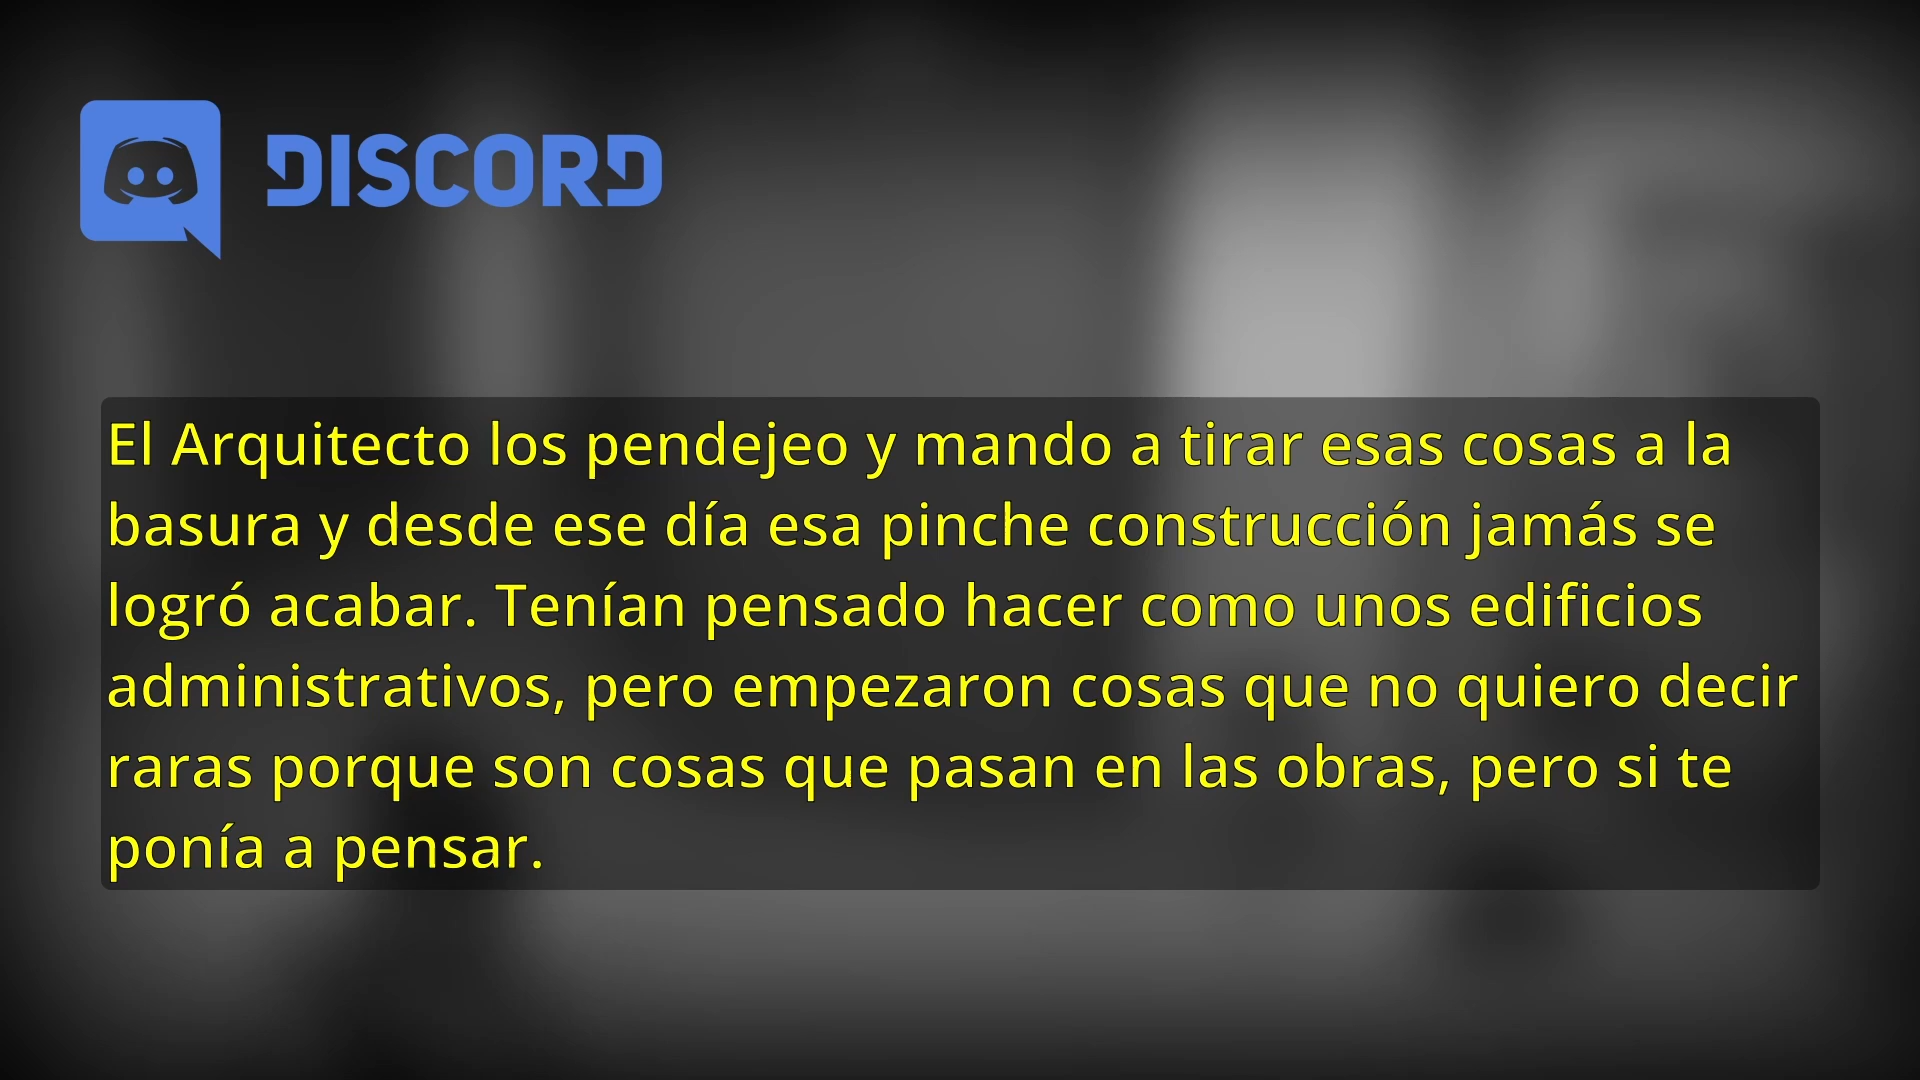 DISCORD
El Arquitecto los pendejeo y mando a tirar esas cosas a la
basura y desde ese día esa pinche construcción jamás se
logró acabar. Tenían pensado hacer como unos edificios
administrativos, pero empezaron cosas que no quiero decir
raras porque son cosas que pasan en las obras, pero si te
ponía a pensar.